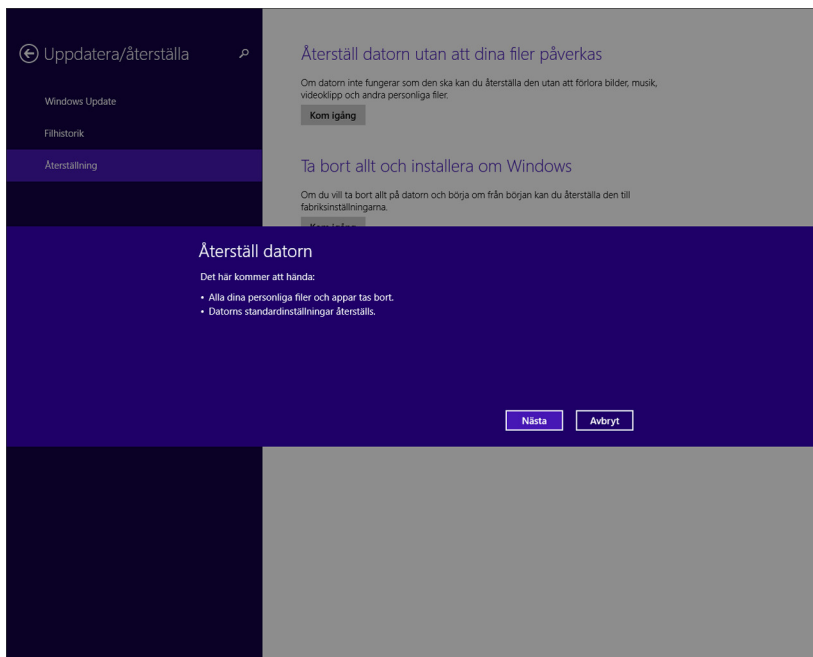 Uppdatera/återställa
Windows Update
Filhistorik
Återställning
Återställ datorn utan att dina filer påverkas
Om datorn inte fungerar som den ska kan du återställa den utan att förlora bilder, musik,
videoklipp och andra personliga filer.
Kom igång
Ta bort allt och installera om Windows
Om du vill ta bort allt på datorn och börja om från början kan du återställa den till
fabriksinställningarna.
Kom igång
Återställ datorn
Det här kommer att hända:
• Alla dina personliga filer och appar tas bort.
• Datorns standardinställningar återställs.
Nästa
Avbryt